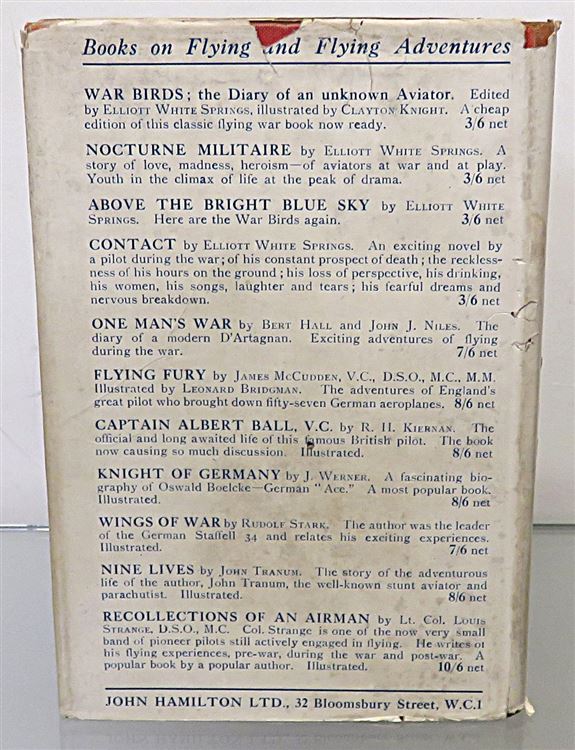 Books on Flying and Flying Adventures
WAR BIRDS; the Diary of an unknown Aviator. Edited
by ELLIOTT WHITE SPRINGS, illustrated by CLAYTON KNIGHT. A cheap
edition of this classic flying war book now ready. 3/6 net
NOCTURNE MILITAIRE by ELLIOTT WHITE SPRINGS. A
story of love, madness, heroism—of aviators at war and at play.
Youth in the climax of life at the peak of drama. 3/6 net
ABOVE THE BRIGHT BLUE SKY by ELLIOTT WHITE
SPRINGS. Here are the War Birds again. 3/6 net
CONTACT by ELLIOTT WHITE SPRINGS. An exciting novel by
a pilot during the war; of his constant prospect of death; the reckless-
ness of his hours on the ground; his loss of perspective, his drinking,
his women, his songs, laughter and tears; his fearful dreams and
nervous breakdown. 3/6 net
ONE MAN'S WAR by BERT HALL and JOHN J. NILES. The
diary of a modern D'Artagnan. Exciting adventures of flying
during the war. 7/6 net
FLYING FURY by JAMES MCCUDDEN, V.C., D.S.O., M.C., M.M.
Illustrated by LEONARD BRIDGMAN. The adventures of England's
great pilot who brought down fifty-seven German aeroplanes. 8/6 net
CAPTAIN ALBERT BALL, V.C. by R. H. KIERNAN. The
official and long awaited life of this famous British pilot. The book
now causing so much discussion. Illustrated. 8/6 net
KNIGHT OF GERMANY by J. WERNER. A fascinating bio-
graphy of Oswald Boelcke—German "Ace." A most popular book.
Illustrated. 8/6 net
WINGS OF WAR by RUDOLF STARK. The author was the leader
of the German Staffell 34 and relates his exciting experiences.
Illustrated. 7/6 net
NINE LIVES by JOHN TRANUM. The story of the adventurous
life of the author, John Tranum, the well-known stunt aviator and
parachutist. Illustrated. 8/6 net
RECOLLECTIONS OF AN AIRMAN by Lt. Col. LOUIS
STRANGE, D.S.O., M.C. Col. Strange is one of the now very small
band of pioneer pilots still actively engaged in flying. He writes of
his flying experiences, pre-war, during the war and post-war. A
popular book by a popular author. Illustrated. 10/6 net
JOHN HAMILTON LTD., 32 Bloomsbury Street, W.C.1